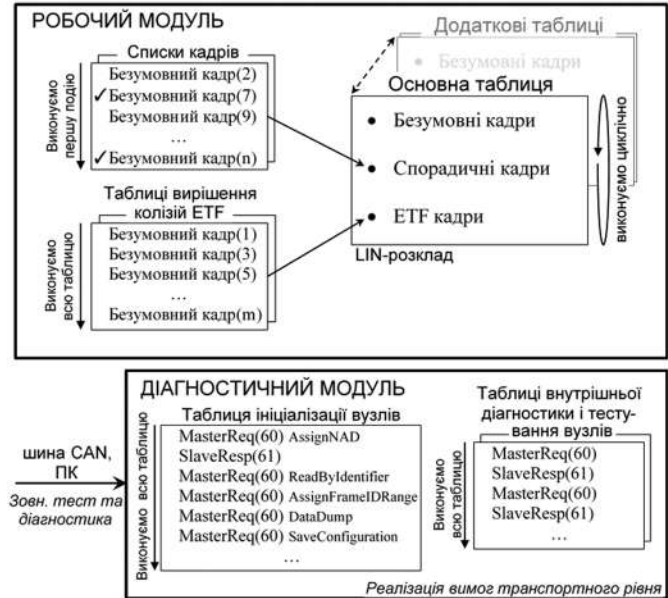 РОБОЧИЙ МОДУЛЬ
Списки кадрів
Виконуємо
першу подію
Безумовний кадр(2)
✓Безумовний кадр(7)
Безумовний кадр(9)
...
✓Безумовний кадр(n)
Таблиці вирішення
колізій ETF
Виконуємо
всю таблицю
Безумовний кадр(1)
Безумовний кадр(3)
Безумовний кадр(5)
...
Безумовний кадр(m)
Додаткові таблиці
• Безумовні кадри
Основна таблиця
• Безумовні кадри
• Спорадичні кадри
• ETF кадри
виконуємо циклічно
LIN-розклад
шина CAN,
ПК
Зовн. тест та
діагностика
ДІАГНОСТИЧНИЙ МОДУЛЬ
Таблиця ініціалізації вузлів
Виконуємо всю таблицю
MasterReq(60) AssignNAD
SlaveResp(61)
MasterReq(60) ReadByIdentifier
MasterReq(60) AssignFrameIDRange
MasterReq(60) DataDump
MasterReq(60) SaveConfiguration
...
Таблиці внутрішньої
діагностики і тесту-
вання вузлів
Виконуємо
всю таблицю
MasterReq(60)
SlaveResp(61)
MasterReq(60)
SlaveResp(61)
...
Реалізація вимог транспортного рівня